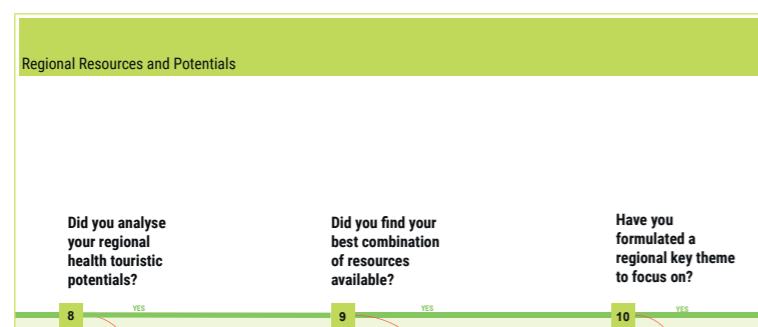 Regional Resources and Potentials
Did you analyse
your regional
health touristic
potentials?
Did you find your
best combination
of resources
available?
Have you
formulated a
regional key theme
to focus on?
8
YES
9
YES
10
YES